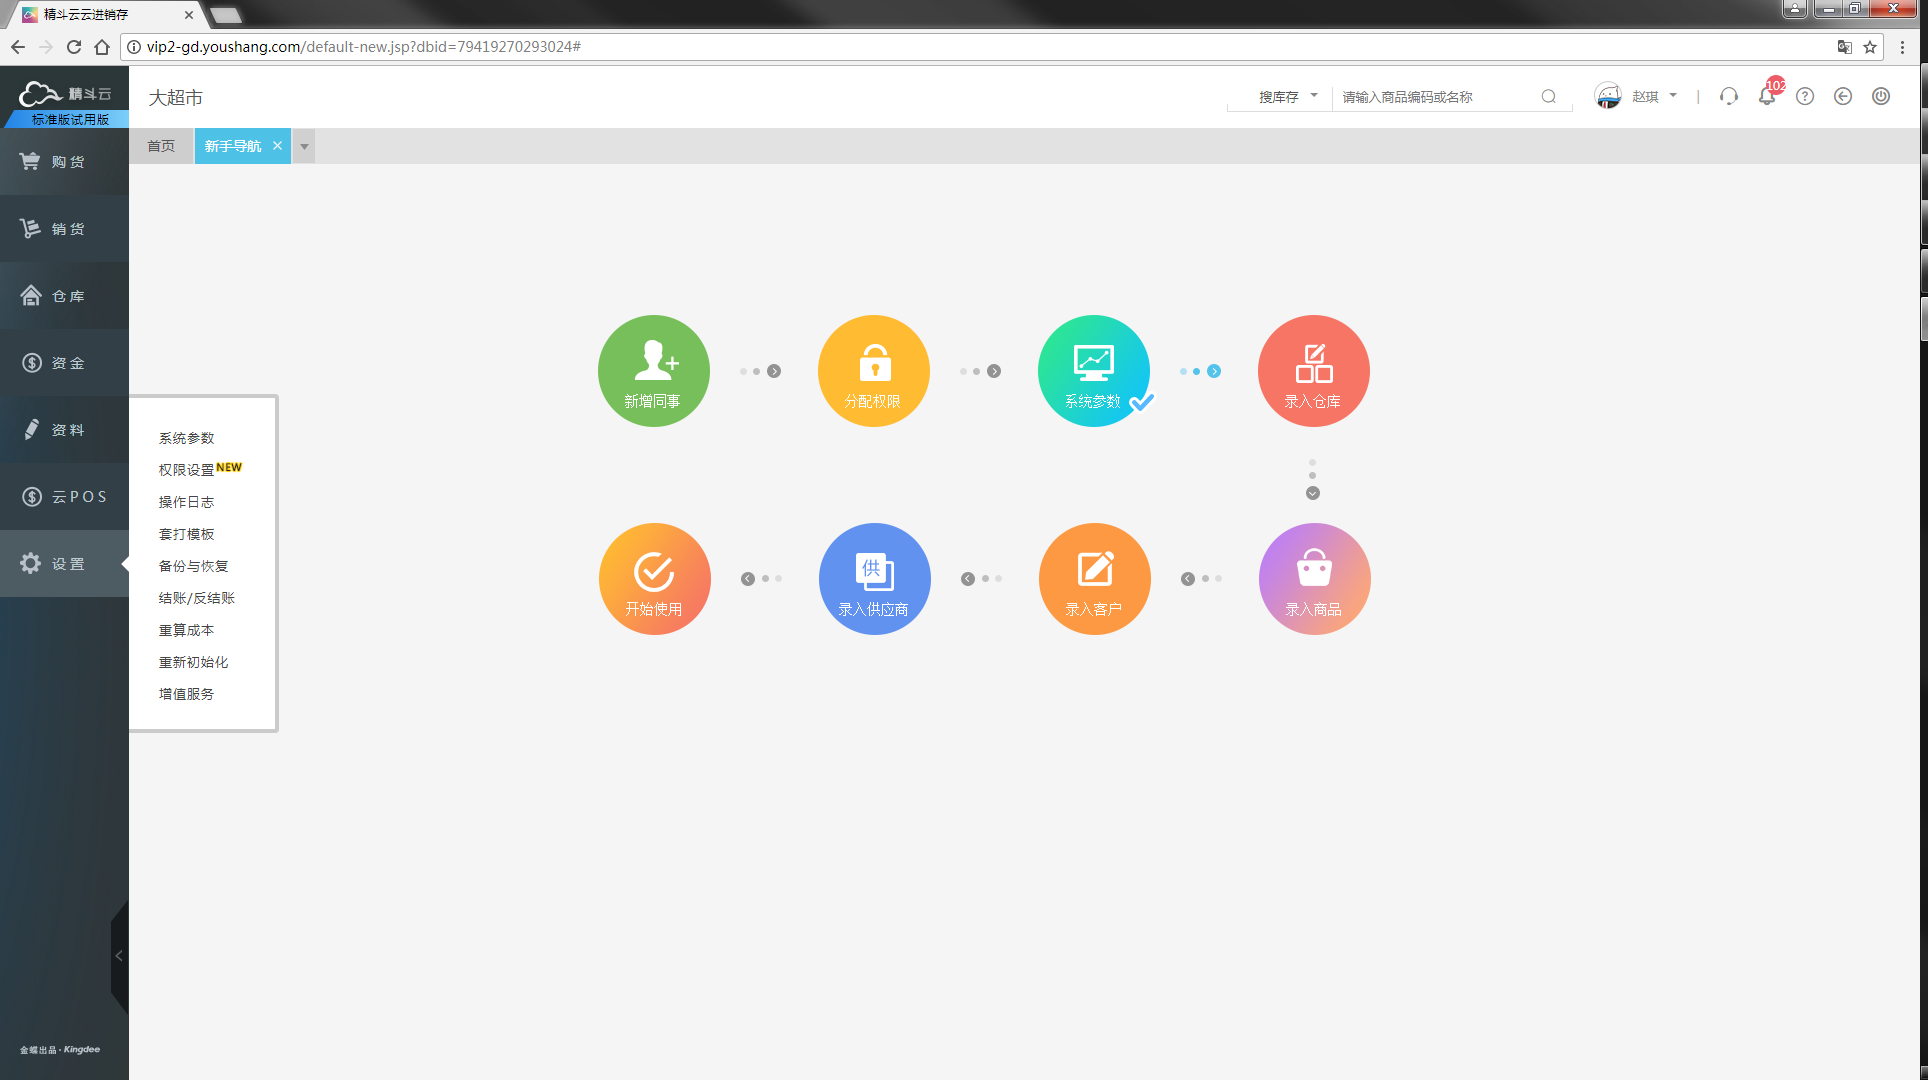 精斗云云进销存
vip2-gd.youshang.com/default-new.jsp?dbid=79419270293024#
精斗云
标准版试用版
大超市
搜库存
请输入商品编码或名称
赵琪
102
首页
新手导航
购货
销货
仓库
资金
资料
云POS
设置
系统参数
权限设置NEW
操作日志
套打模板
备份与恢复
结账/反结账
重算成本
重新初始化
增值服务
新增同事
分配权限
系统参数
录入仓库
开始使用
供
录入供应商
录入客户
录入商品
金蝶出品·Kingdee